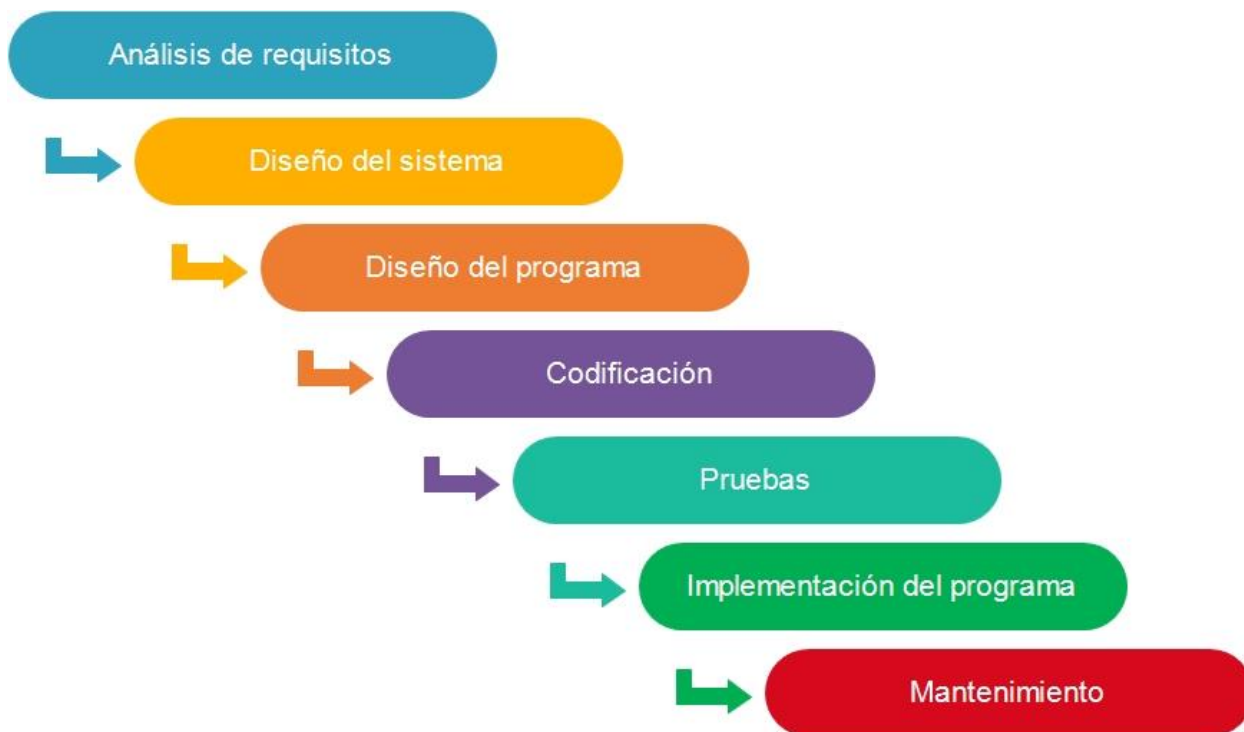 Análisis de requisitos
Diseño del sistema
Diseño del programa
Codificación
Pruebas
Implementación del programa
Mantenimiento